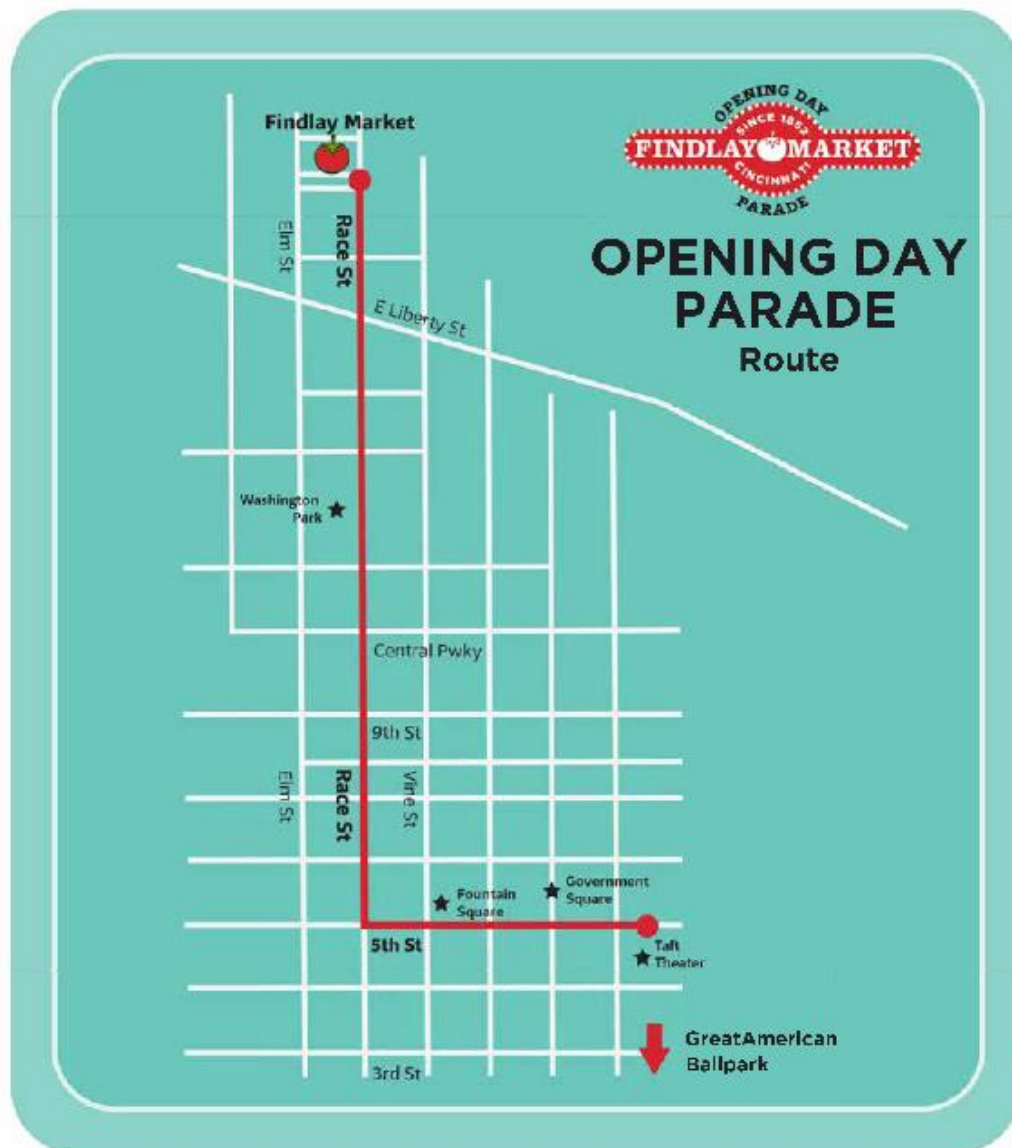 OPENING DAY
SINCE 1852
FINDLAY MARKET
CINCINNATI
PARADE
OPENING DAY
PARADE
Route
Findlay Market
Elm St
Race St
E Liberty St
Washington
Park
Central Pwky
9th St
Elm St
Race St
Vine St
Fountain
Square
Government
Square
5th St
Taft
Theater
GreatAmerican
Ballpark
3rd St